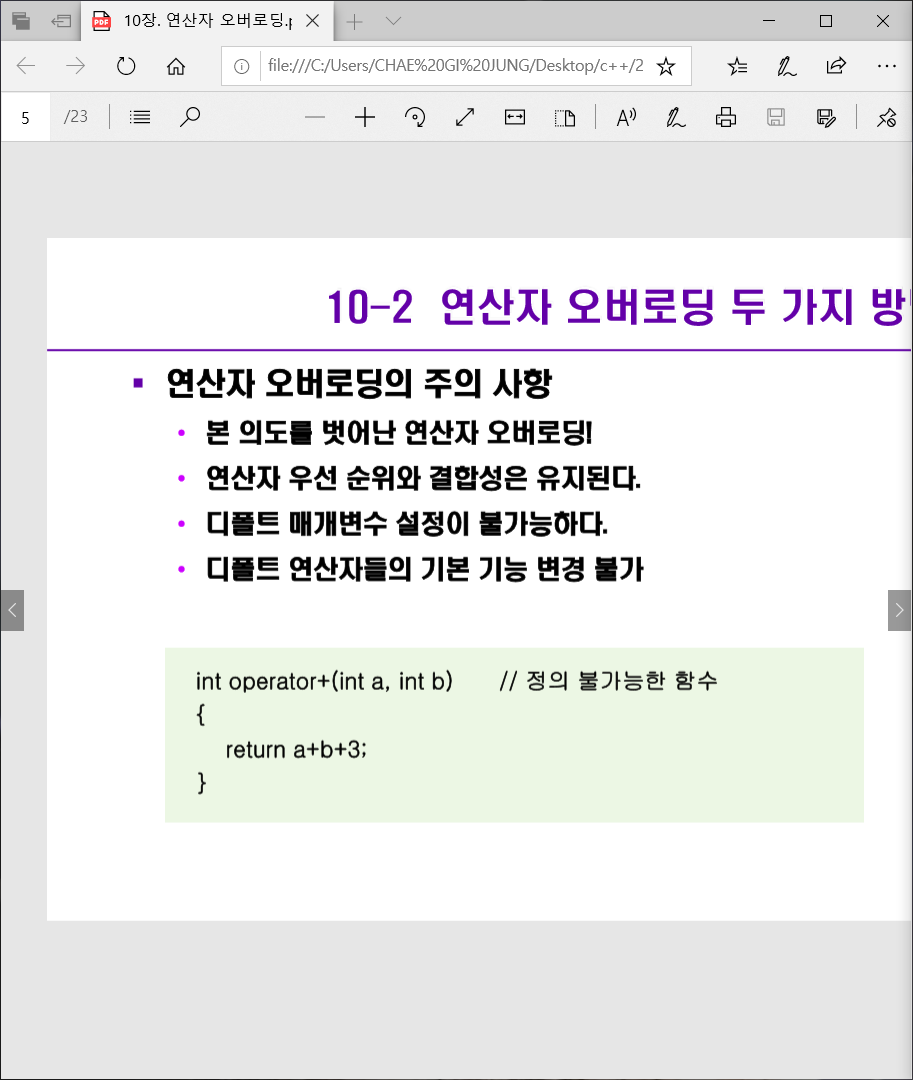 10장. 연산자 오버로딩.p
file:///C:/Users/CHAE%20GI%20JUNG/Desktop/c++/2
5 /23
10-2 연산자 오버로딩 두 가지
연산자 오버로딩의 주의 사항
본 의도를 벗어난 연산자 오버로딩!
연산자 우선 순위와 결합성은 유지된다.
디폴트 매개변수 설정이 불가능하다.
디폴트 연산자들의 기본 기능 변경 불가
int operator+(int a, int b) // 정의 불가능한 함수
{
return a+b+3;
}